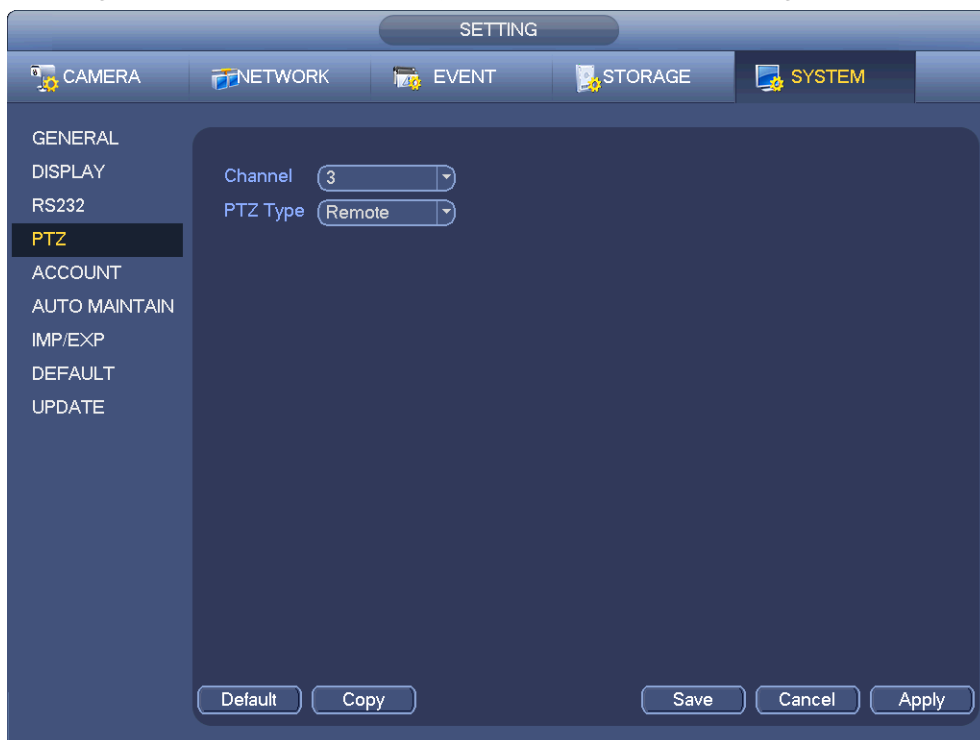 SETTING
CAMERA NETWORK EVENT STORAGE SYSTEM
GENERAL
DISPLAY
RS232
PTZ
ACCOUNT
AUTO MAINTAIN
IMP/EXP
DEFAULT
UPDATE
Channel 3
PTZ Type Remote
Default Copy Save Cancel Apply